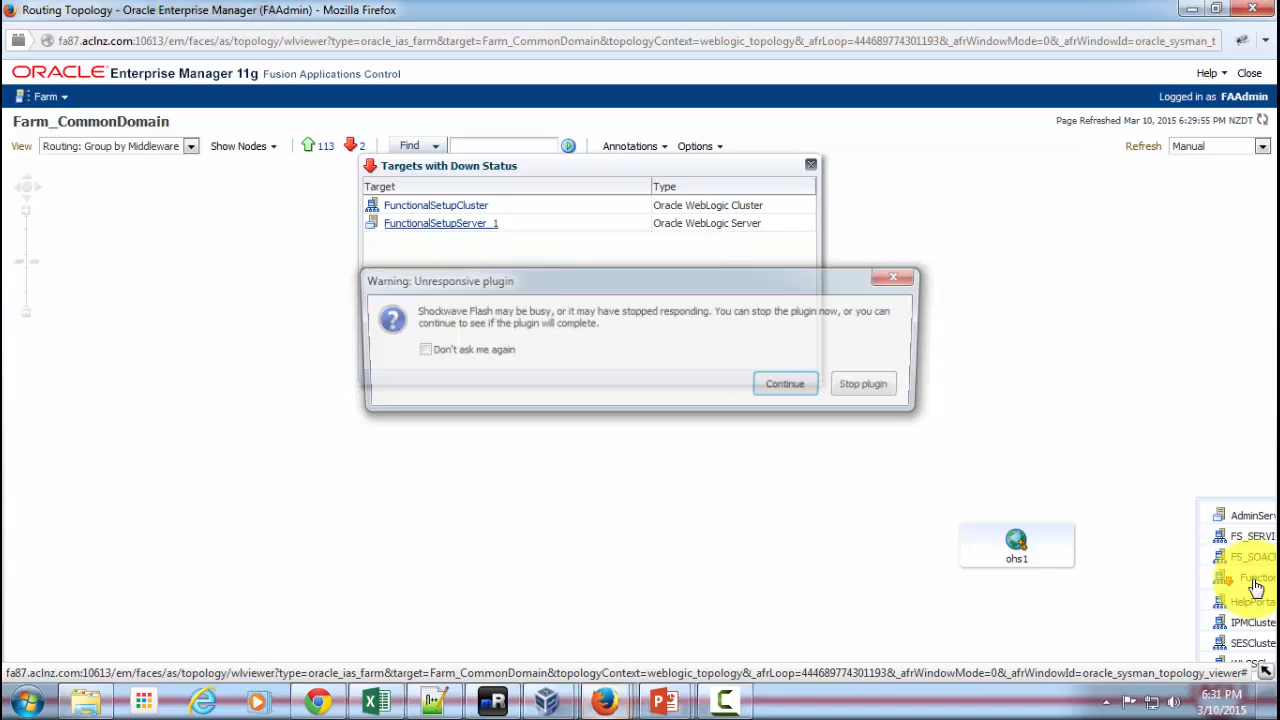 Routing Topology - Oracle Enterprise Manager (FAAdmin) - Mozilla Firefox
fa87.aclnz.com:10613/em/faces/as/topology/wlviewer?type=oracle_ias_farm&target=Farm_CommonDomain&topologyContext=weblogic_topology&_afrLoop=444689774301193&_afrWindowMode=0&_afrWindowId=oracle_sysman_t
ORACLE Enterprise Manager 11g Fusion Applications Control
Help Close
Farm
Logged in as FAAdmin
Farm_CommonDomain
Page Refreshed Mar 10, 2015 6:29:55 PM NZDT
View Routing: Group by Middleware Show Nodes 113 2 Find Annotations Options Refresh Manual
Targets with Down Status
Target Type
FunctionalSetupCluster Oracle WebLogic Cluster
FunctionalSetupServer_1 Oracle WebLogic Server
Warning: Unresponsive plugin
Shockwave Flash may be busy, or it may have stopped responding. You can stop the plugin now, or you can
continue to see if the plugin will complete.
Don't ask me again
Continue Stop plugin
ohs1
AdminServ
FS_SERVI
FS_SOAC
Function
HelpPorta
IPMCluste
SESCluste
fa87.aclnz.com:10613/em/faces/as/topology/wlviewer?type=oracle_ias_farm&target=Farm_CommonDomain&topologyContext=weblogic_topology&_afrLoop=444689774301193&_afrWindowMode=0&_afrWindowId=oracle_sysman_topology_viewer#
6:31 PM
3/10/2015